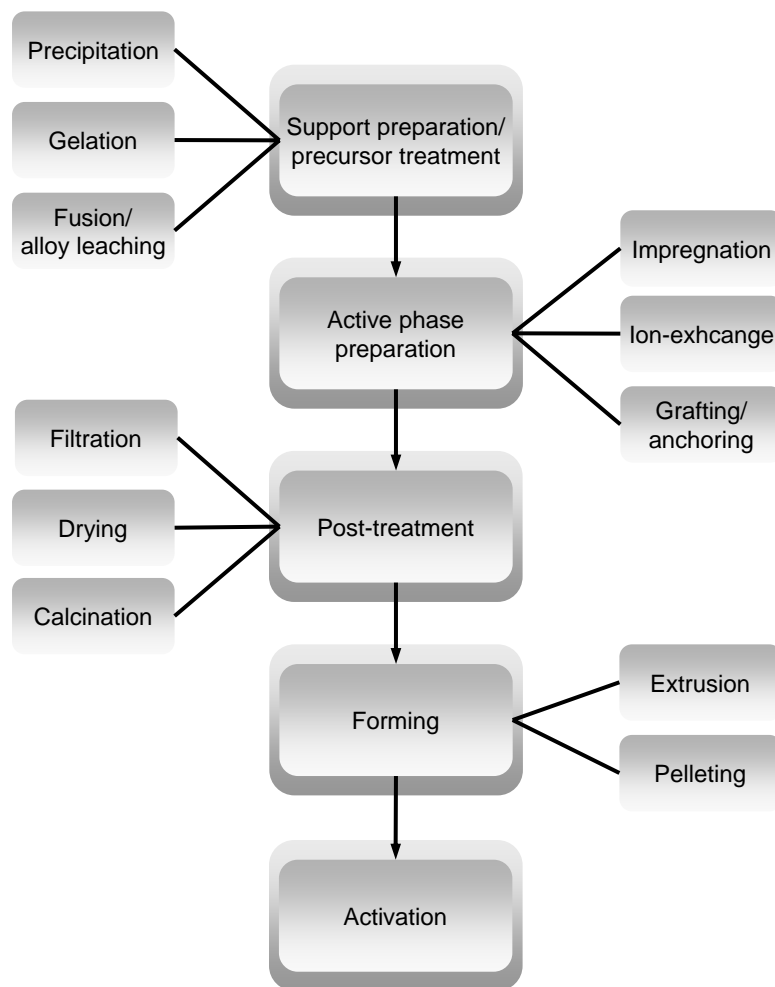 Precipitation
Gelation
Fusion/
alloy leaching
Support preparation/
precursor treatment
Active phase
preparation
Impregnation
Ion-exhcange
Grafting/
anchoring
Filtration
Drying
Calcination
Post-treatment
Forming
Extrusion
Pelleting
Activation